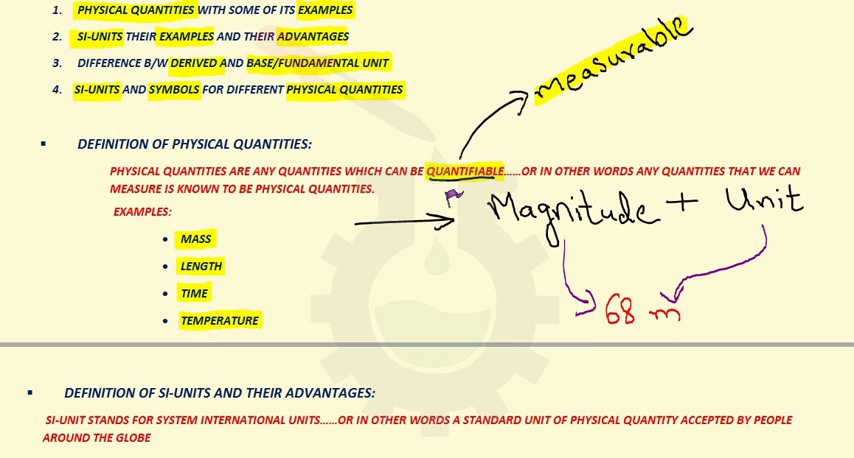 1. PHYSICAL QUANTITIES WITH SOME OF ITS EXAMPLES
2. SI-UNITS THEIR EXAMPLES AND THEIR ADVANTAGES
3. DIFFERENCE B/W DERIVED AND BASE/FUNDAMENTAL UNIT
4. SI-UNITS AND SYMBOLS FOR DIFFERENT PHYSICAL QUANTITIES
measurable
▪ DEFINITION OF PHYSICAL QUANTITIES:
PHYSICAL QUANTITIES ARE ANY QUANTITIES WHICH CAN BE QUANTIFIABLE......OR IN OTHER WORDS ANY QUANTITIES THAT WE CAN
MEASURE IS KNOWN TO BE PHYSICAL QUANTITIES.
Magnitude + Unit
EXAMPLES:
• MASS
• LENGTH
• TIME
68 m
• TEMPERATURE
▪ DEFINITION OF SI-UNITS AND THEIR ADVANTAGES:
SI-UNIT STANDS FOR SYSTEM INTERNATIONAL UNITS......OR IN OTHER WORDS A STANDARD UNIT OF PHYSICAL QUANTITY ACCEPTED BY PEOPLE
AROUND THE GLOBE